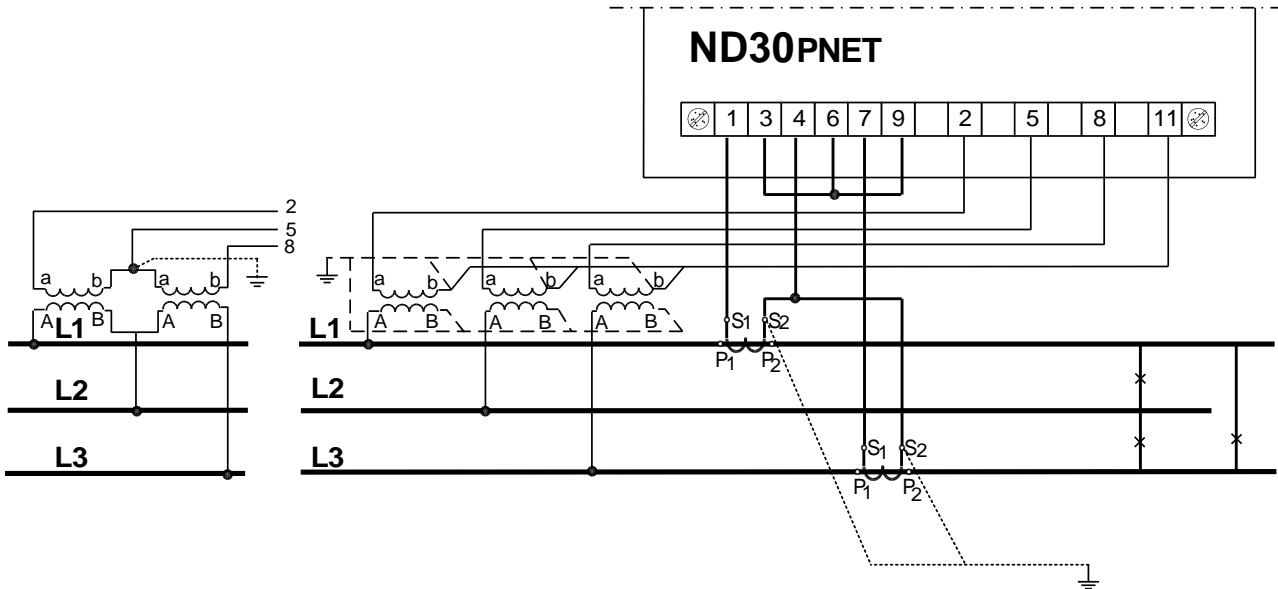 ND30PNET
1 3 4 6 7 9 2 5 8 11
2
5
8
a b a b
A B A B
a b a b a b
A B A B A B
L1
L1
S1 S2
P1 P2
L2
L2
L3
L3
S1 S2
P1 P2